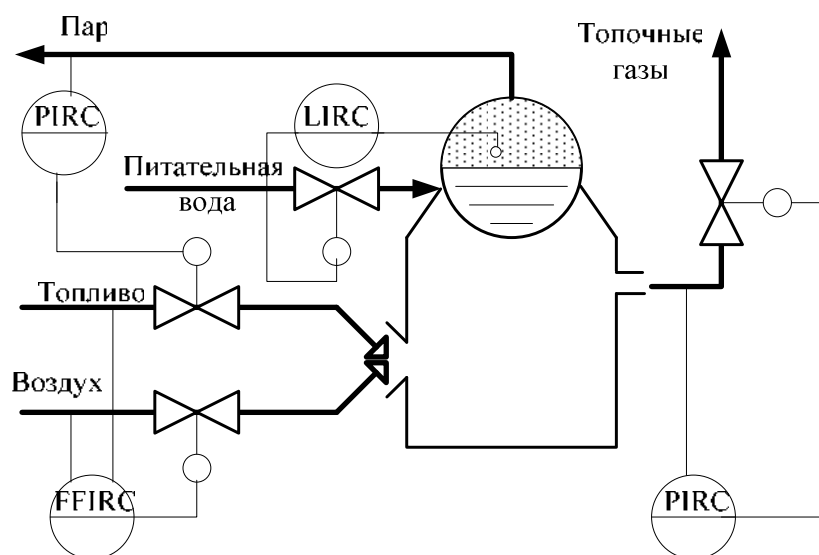 Пар
Топочные
газы
PIRC
LIRC
Питательная
вода
Топливо
Воздух
FFIRC
PIRC